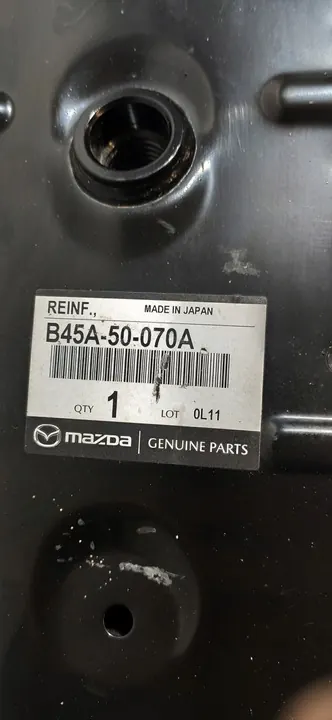 REINF., MADE IN JAPAN
B45A-50-070A
QTY 1 LOT 0L11
mazda GENUINE PARTS